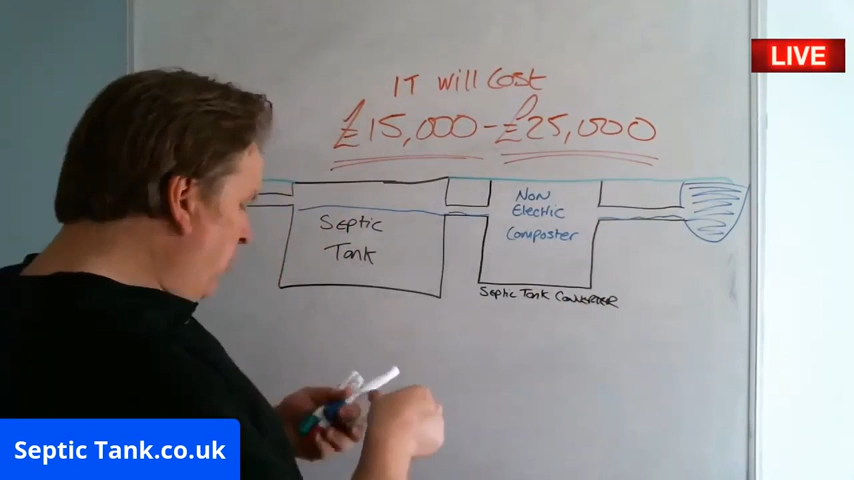 LIVE
IT Will Cost
£15,000-£25,000
Septic
Tank
Non
Electric
Composter
Septic Tank Converter
Septic Tank.co.uk